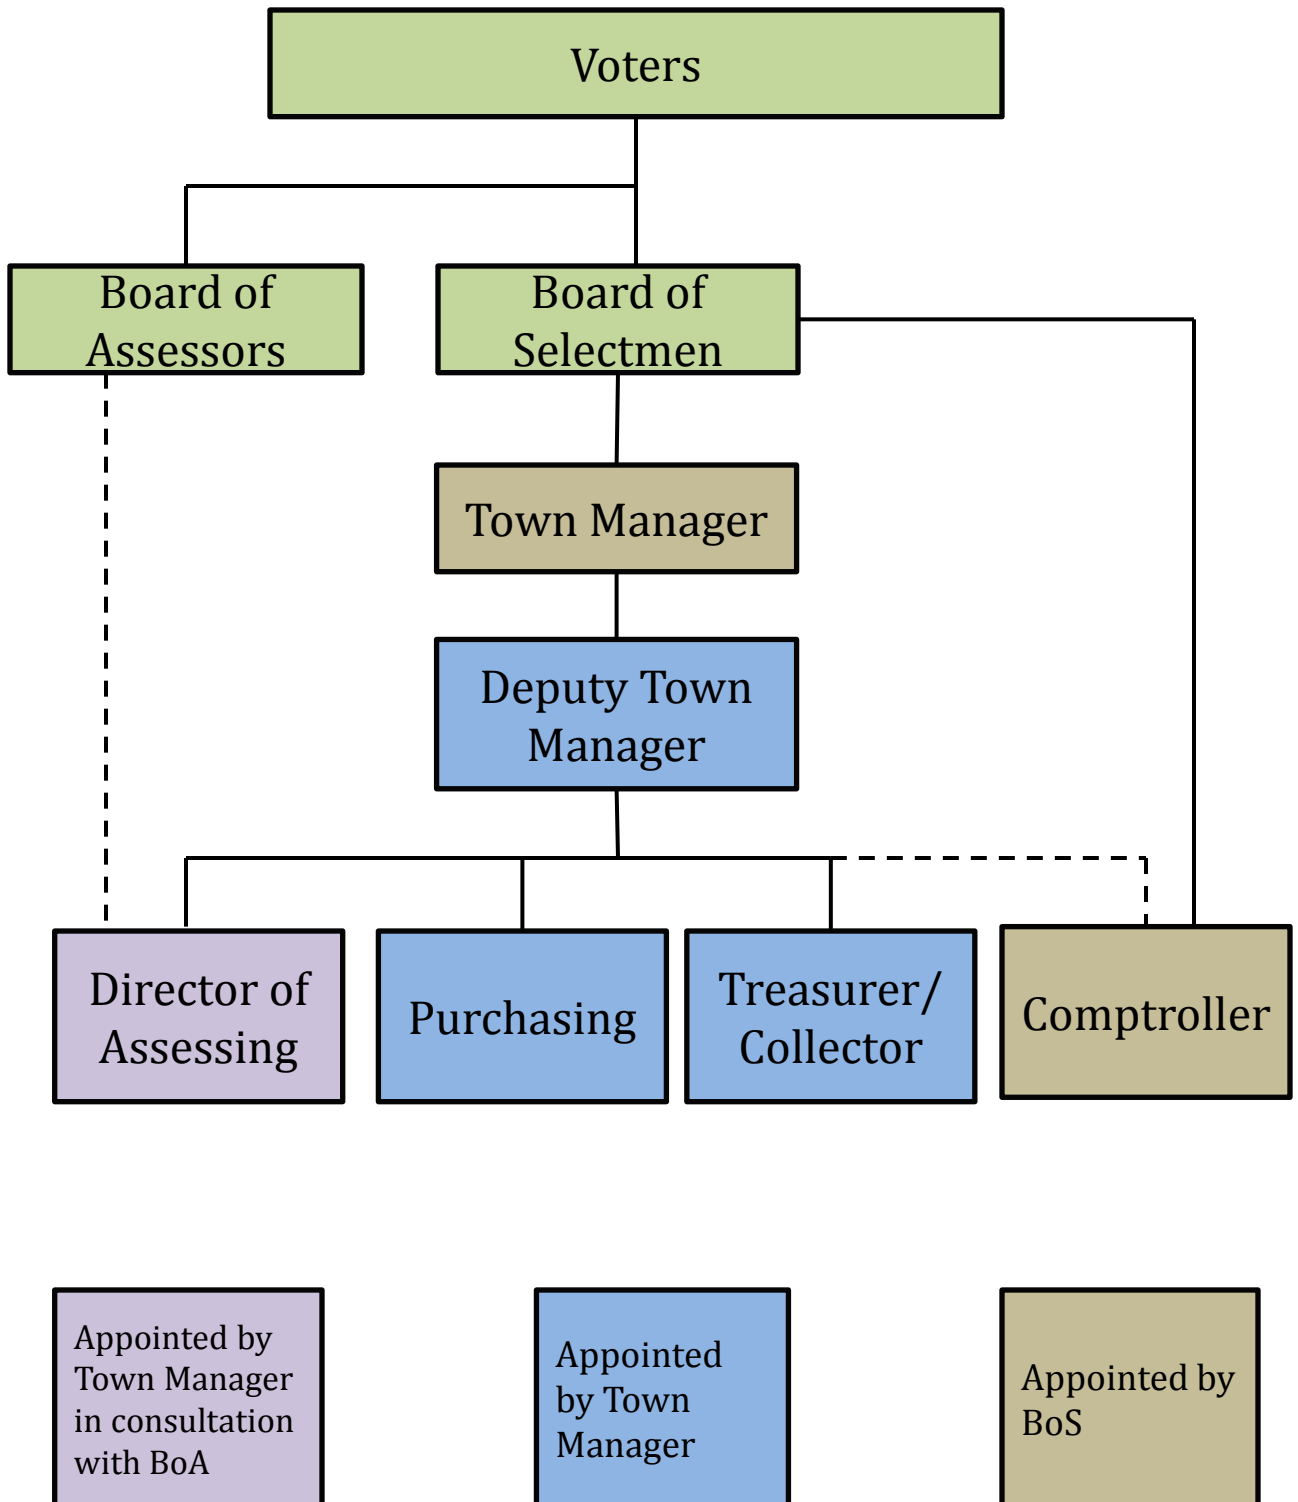 Voters
Board of
Assessors
Board of
Selectmen
Town Manager
Deputy Town
Manager
Director of
Assessing
Purchasing
Treasurer/
Collector
Comptroller
Appointed by
Town Manager
in consultation
with BoA
Appointed
by Town
Manager
Appointed by
BoS